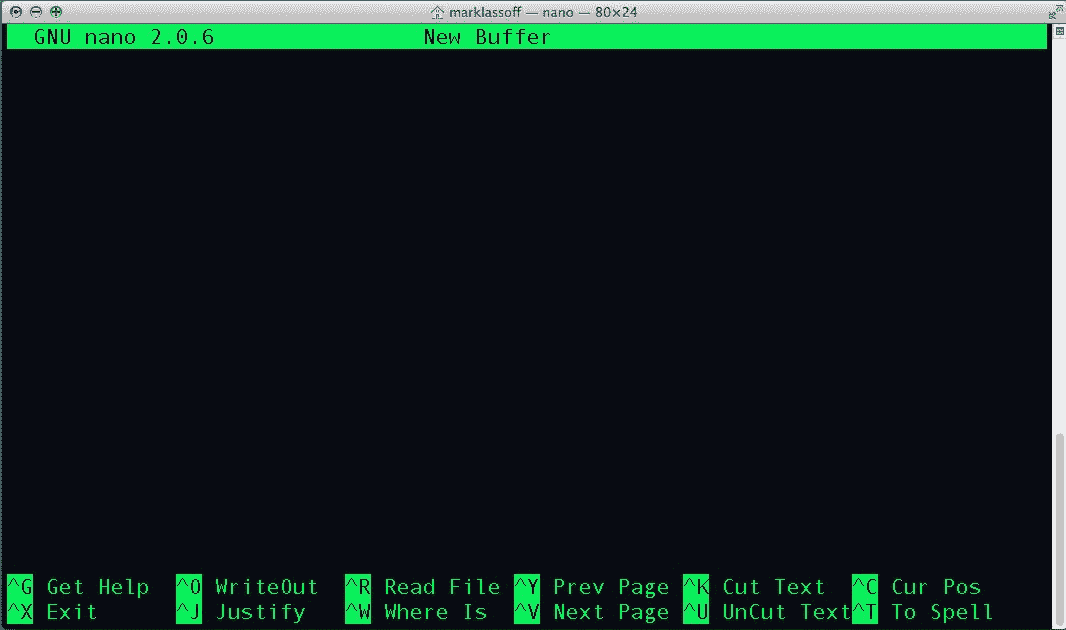 marklassoff — nano — 80×24
GNU nano 2.0.6 New Buffer
^G Get Help ^O WriteOut ^R Read File ^Y Prev Page ^K Cut Text ^C Cur Pos
^X Exit ^J Justify ^W Where Is ^V Next Page ^U UnCut Text ^T To Spell